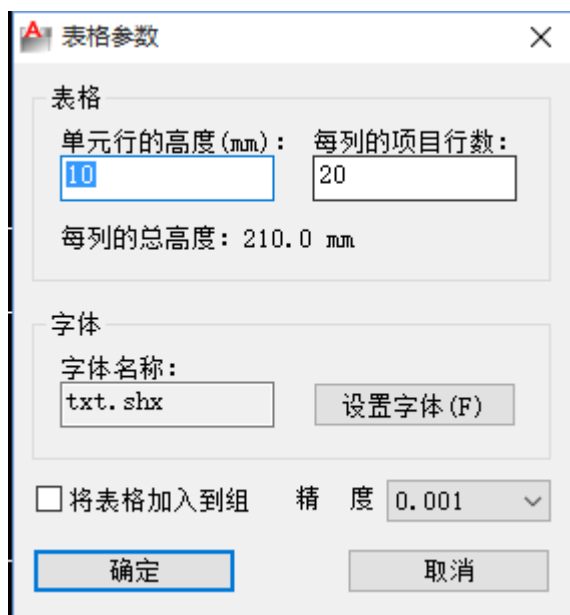 表格参数
表格
单元行的高度(mm): 每列的项目行数:
10 20
每列的总高度: 210.0 mm
字体
字体名称:
txt.shx 设置字体(F)
将表格加入到组 精 度 0.001
确定 取消